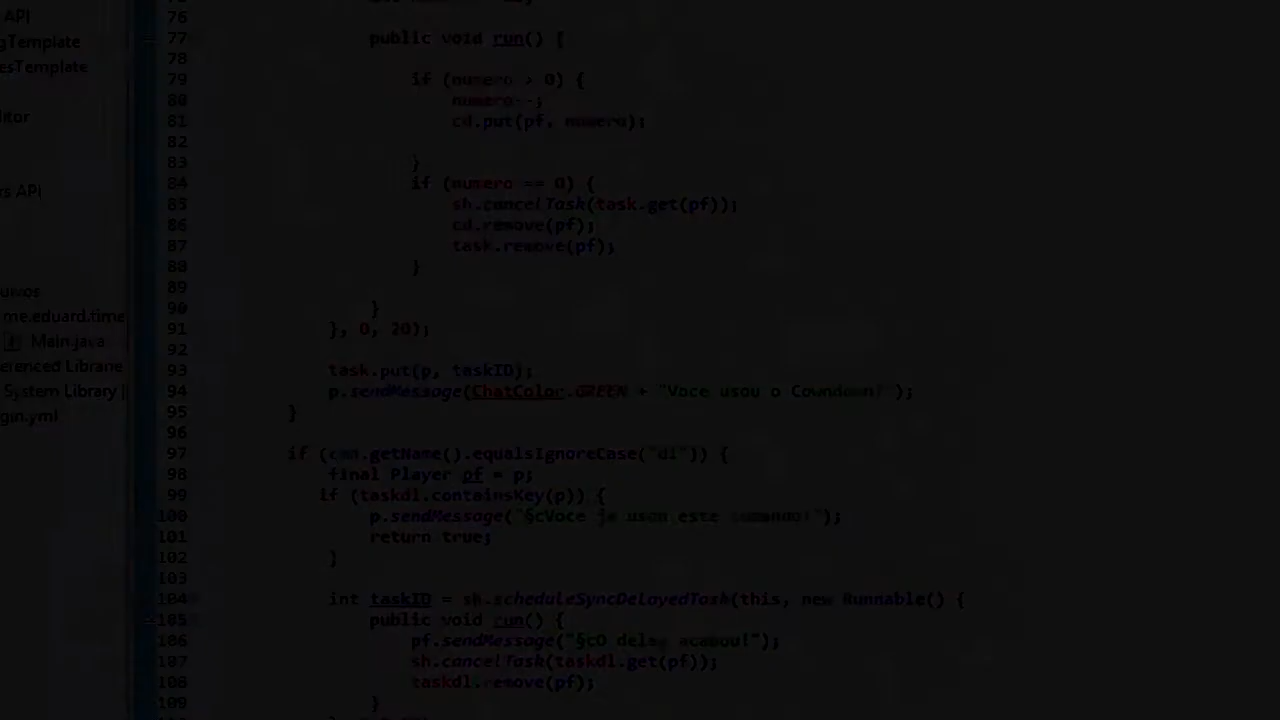 API
gTemplate
esTemplate
itor
rs API
uivos
me.eduard.time
Main.java
erenced Librarie
System Library [
gin.yml
76
77 public void run() {
78
79 if (numero > 0) {
80 numero--;
81 cd.put(pf, numero);
82
83 }
84 if (numero == 0) {
85 sh.cancelTask(task.get(pf));
86 cd.remove(pf);
87 task.remove(pf);
88 }
89
90 }
91 }, 0, 20);
92
93 task.put(p, taskID);
94 p.sendMessage(ChatColor.GREEN + "Voce usou o Cowndown!");
95 }
96
97 if (cmd.getName().equalsIgnoreCase("dl")) {
98 final Player pf = p;
99 if (taskdl.containsKey(p)) {
100 p.sendMessage("§cVoce ja usou este comando!");
101 return true;
102 }
103
104 int taskID = sh.scheduleSyncDelayedTask(this, new Runnable() {
105 public void run() {
106 pf.sendMessage("§cO delay acabou!");
107 sh.cancelTask(taskdl.get(pf));
108 taskdl.remove(pf);
109 }